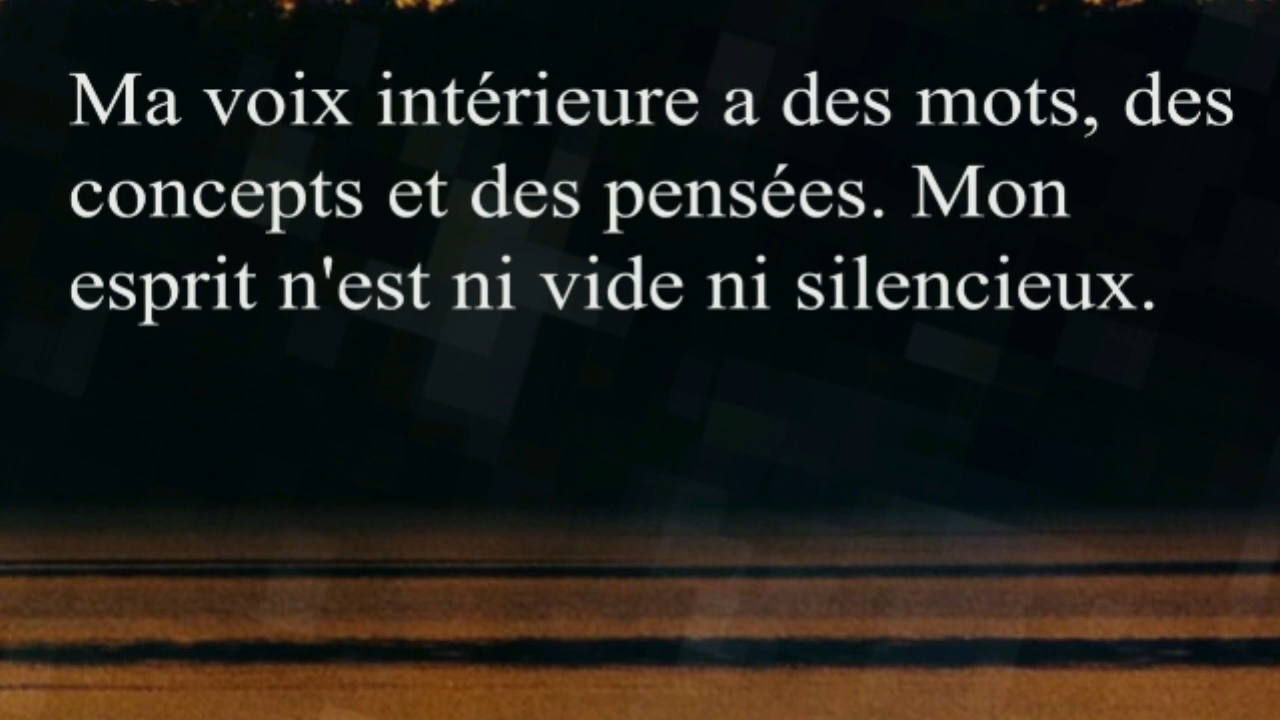 Ma voix intérieure a des mots, des
concepts et des pensées. Mon
esprit n'est ni vide ni silencieux.